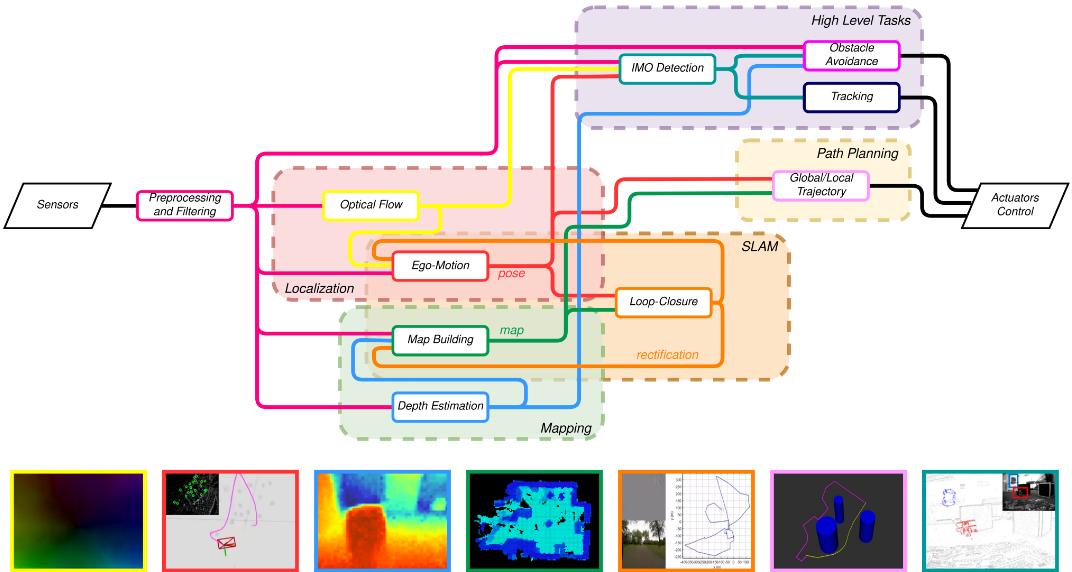 High Level Tasks
Obstacle
Avoidance
IMO Detection
Tracking
Path Planning
Global/Local
Trajectory
Sensors
Preprocessing
and Filtering
Optical Flow
Actuators
Control
SLAM
Ego-Motion
pose
Localization
Loop-Closure
Map Building
map
rectification
Depth Estimation
Mapping